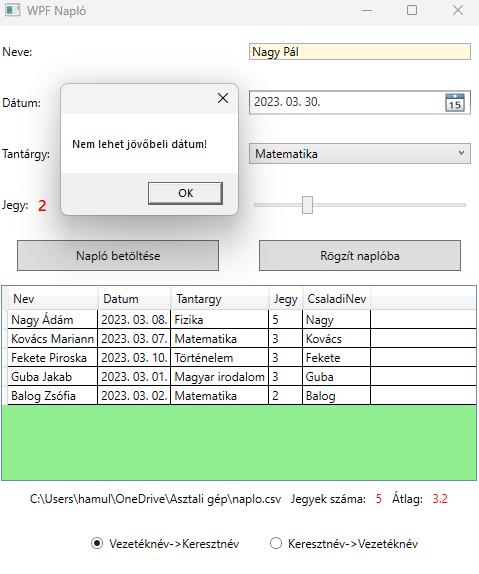 WPF Napló
Neve: Nagy Pál
Dátum: 2023. 03. 30. 15
Nem lehet jövőbeli dátum!
Tantárgy: Matematika
OK
Jegy: 2
Napló betöltése Rögzít naplóba
Nev Datum Tantargy Jegy CsaladiNev
Nagy Ádám 2023. 03. 08. Fizika 5 Nagy
Kovács Mariann 2023. 03. 07. Matematika 3 Kovács
Fekete Piroska 2023. 03. 10. Történelem 3 Fekete
Guba Jakab 2023. 03. 01. Magyar irodalom 3 Guba
Balog Zsófia 2023. 03. 02. Matematika 2 Balog
C:\Users\hamul\OneDrive\Asztali gép\naplo.csv Jegyek száma: 5 Átlag: 3.2
Vezetéknév->Keresztnév Keresztnév->Vezetéknév